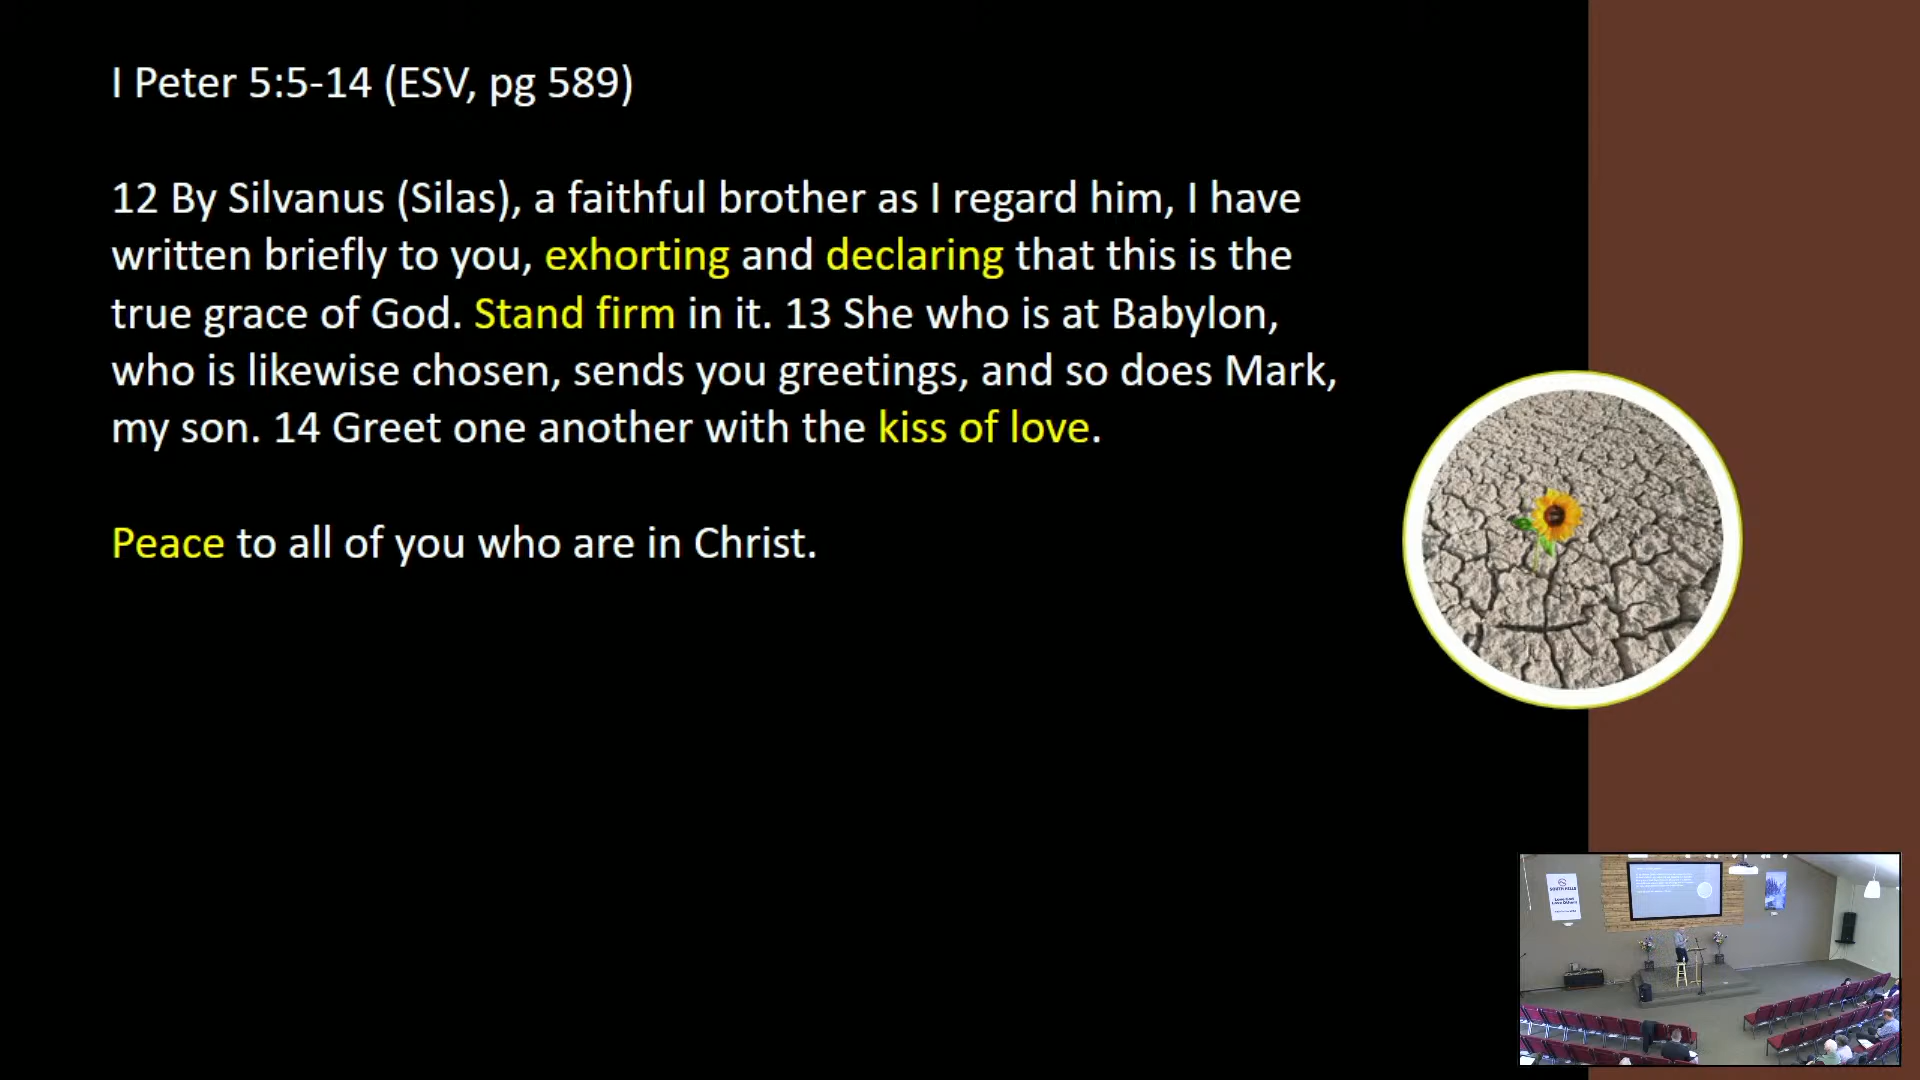 I Peter 5:5-14 (ESV, pg 589)
12 By Silvanus (Silas), a faithful brother as I regard him, I have
written briefly to you, exhorting and declaring that this is the
true grace of God. Stand firm in it. 13 She who is at Babylon,
who is likewise chosen, sends you greetings, and so does Mark,
my son. 14 Greet one another with the kiss of love.
Peace to all of you who are in Christ.
SOUTH HILLS